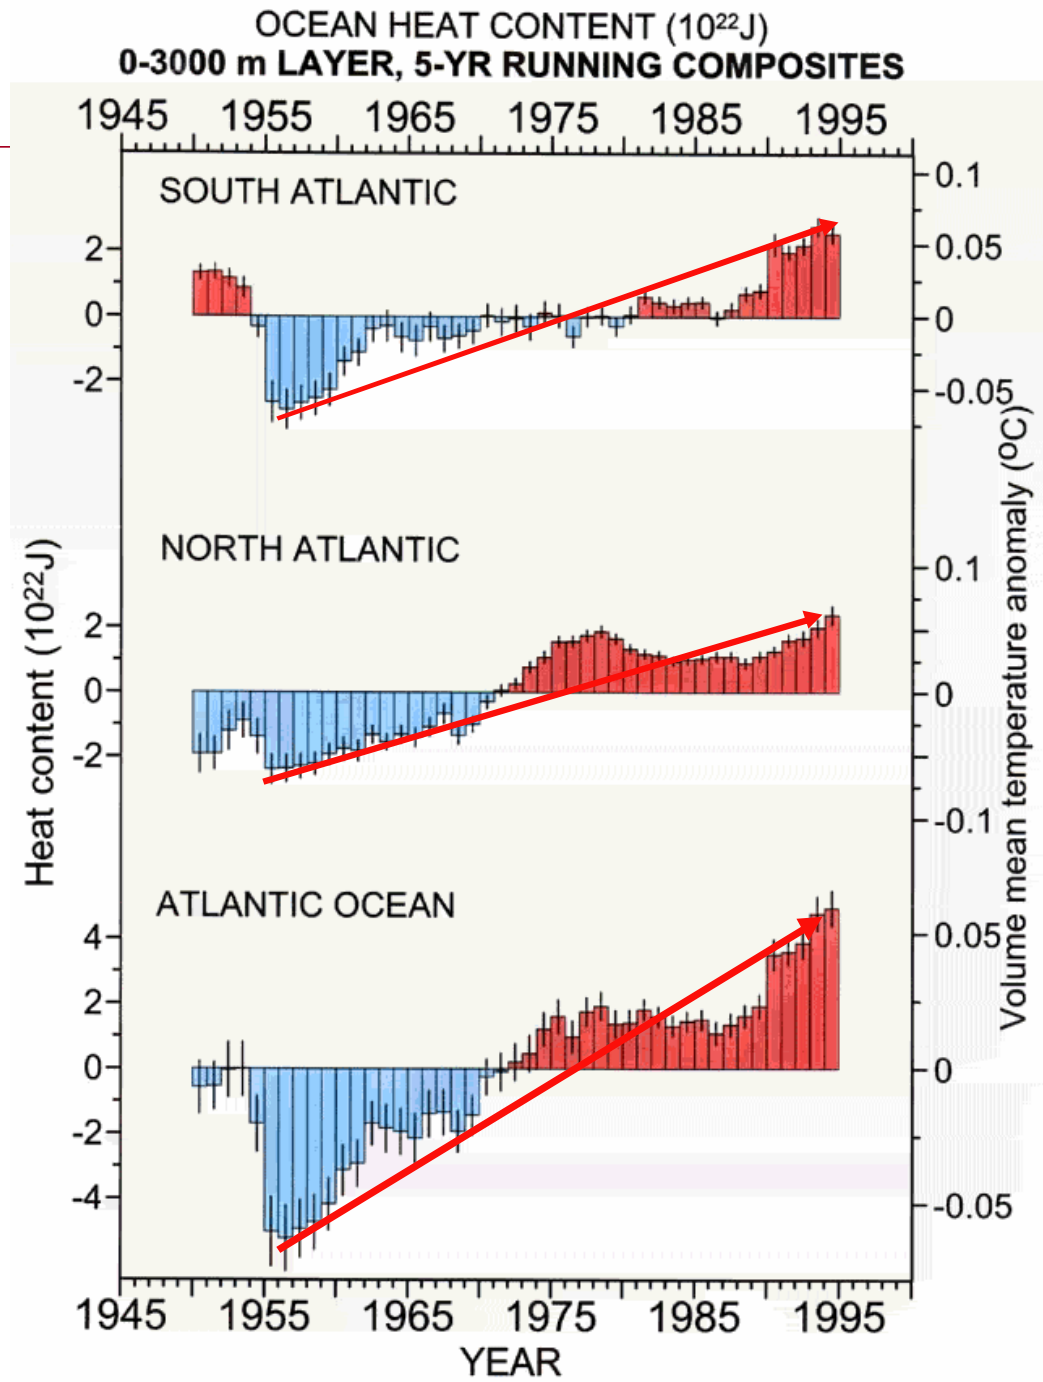 OCEAN HEAT CONTENT (10²²J)
0-3000 m LAYER, 5-YR RUNNING COMPOSITES
1945 1955 1965 1975 1985 1995
SOUTH ATLANTIC
2
0
-2
0.1
0.05
0
-0.05
NORTH ATLANTIC
2
0
-2
0.1
0
-0.1
ATLANTIC OCEAN
4
2
0
-2
-4
0.05
0
-0.05
Heat content (10²²J)
Volume mean temperature anomaly (ºC)
1945 1955 1965 1975 1985 1995
YEAR